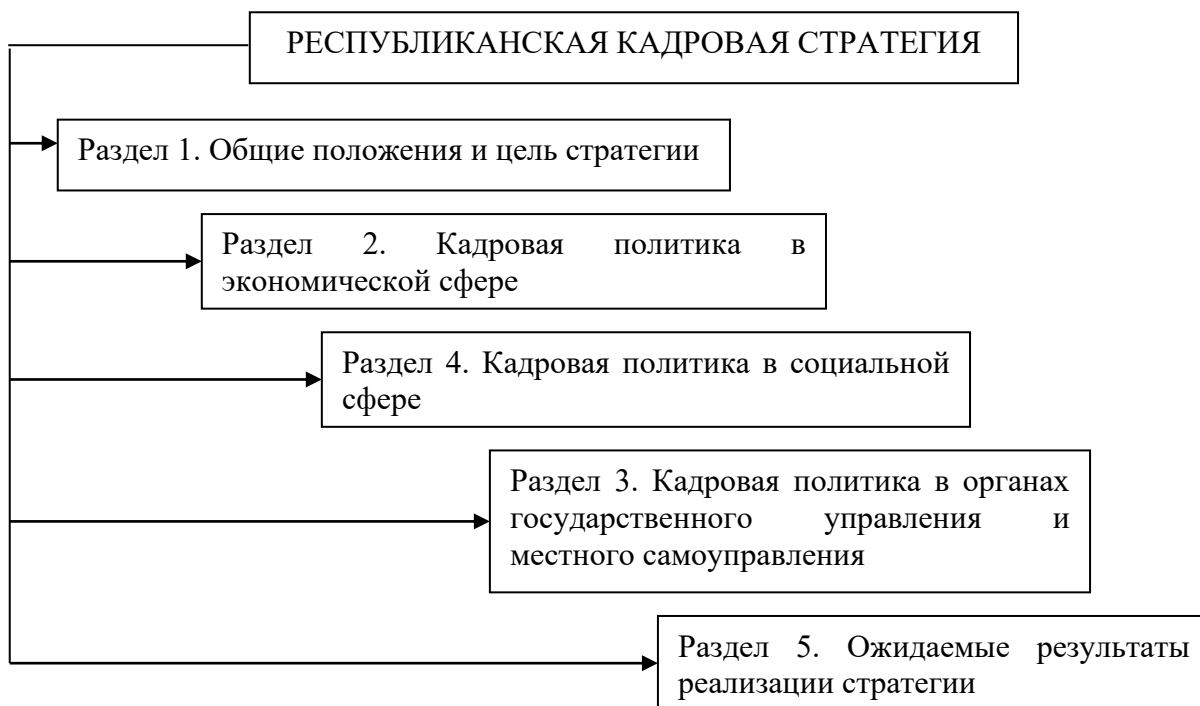 РЕСПУБЛИКАНСКАЯ КАДРОВАЯ СТРАТЕГИЯ
Раздел 1. Общие положения и цель стратегии
Раздел 2. Кадровая политика в
экономической сфере
Раздел 4. Кадровая политика в социальной
сфере
Раздел 3. Кадровая политика в органах
государственного управления и
местного самоуправления
Раздел 5. Ожидаемые результаты
реализации стратегии